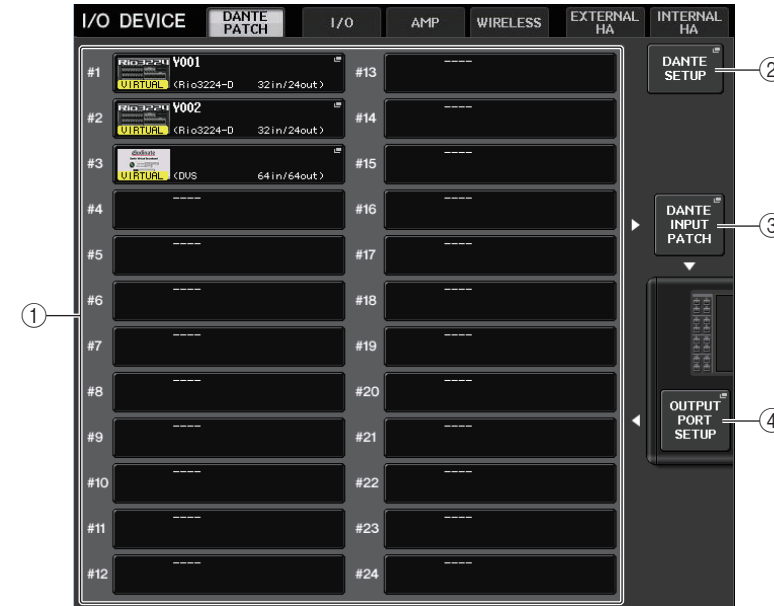 I/O DEVICE
DANTE PATCH
I/O
AMP
WIRELESS
EXTERNAL HA
INTERNAL HA
#1
Rio3224
Y001
VIRTUAL
(Rio3224-D 32in/24out)
#2
Rio3224
Y002
VIRTUAL
(Rio3224-D 32in/24out)
#3
Audinate
VIRTUAL
(DVS 64in/64out)
#4
----
#5
----
#6
----
#7
----
#8
----
#9
----
#10
----
#11
----
#12
----
#13
----
#14
----
#15
----
#16
----
#17
----
#18
----
#19
----
#20
----
#21
----
#22
----
#23
----
#24
----
DANTE
SETUP
DANTE
INPUT
PATCH
OUTPUT
PORT
SETUP
①
②
③
④